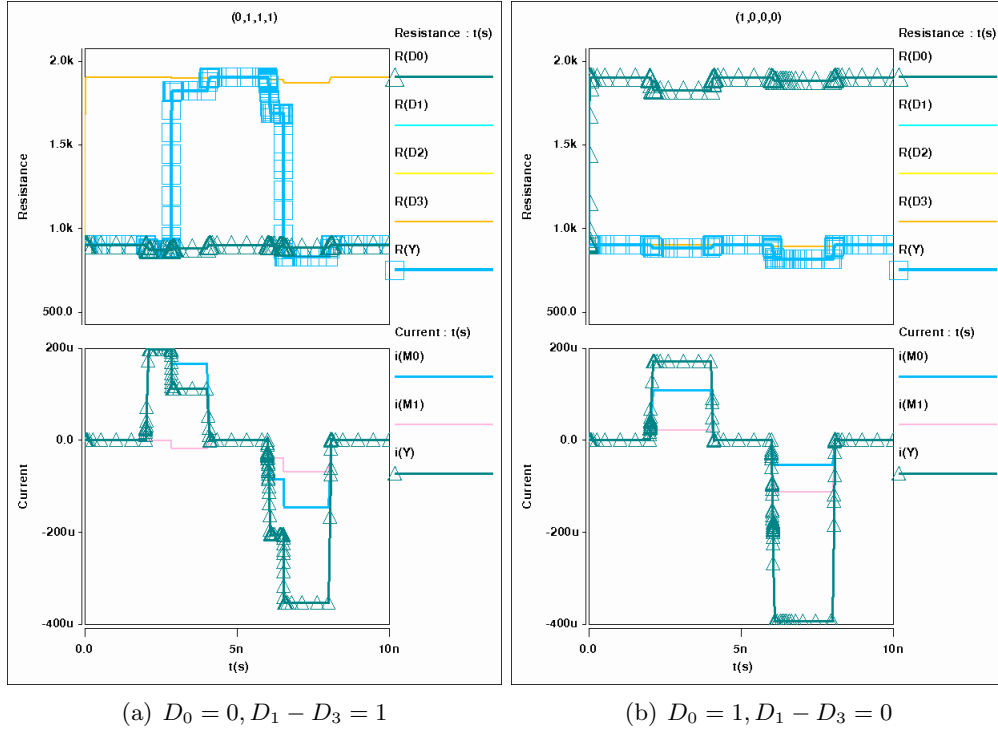 (0,1,1,1)
Resistance : t(s)
R(D0)
R(D1)
R(D2)
R(D3)
R(Y)
2.0k
1.5k
1.0k
500.0
Resistance
Current : t(s)
i(M0)
i(M1)
i(Y)
200u
0.0
-200u
-400u
Current
0.0
5n
10n
t(s)
(a) D₀ = 0, D₁ − D₃ = 1
(1,0,0,0)
Resistance : t(s)
R(D0)
R(D1)
R(D2)
R(D3)
R(Y)
2.0k
1.5k
1.0k
500.0
Resistance
Current : t(s)
i(M0)
i(M1)
i(Y)
200u
0.0
-200u
-400u
Current
0.0
5n
10n
t(s)
(b) D₀ = 1, D₁ − D₃ = 0